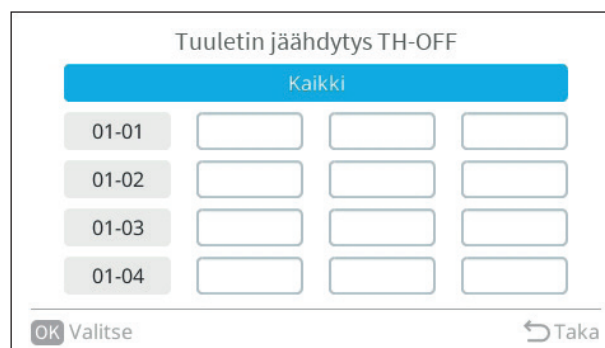 Tuuletin jäähdytys TH-OFF
Kaikki
01-01
01-02
01-03
01-04
OK Valitse
Taka